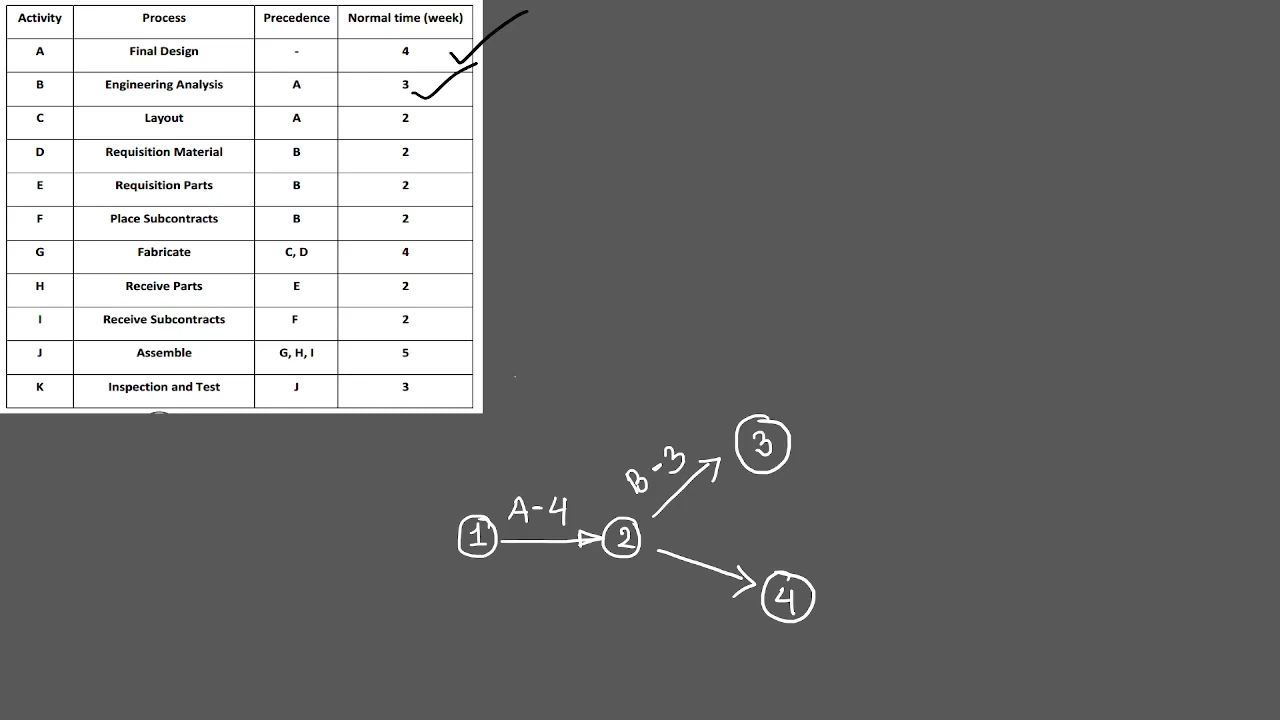 Activity Process Precedence Normal time (week)
A Final Design - 4
B Engineering Analysis A 3
C Layout A 2
D Requisition Material B 2
E Requisition Parts B 2
F Place Subcontracts B 2
G Fabricate C, D 4
H Receive Parts E 2
I Receive Subcontracts F 2
J Assemble G, H, I 5
K Inspection and Test J 3
3
B-3
A-4
1 2
4